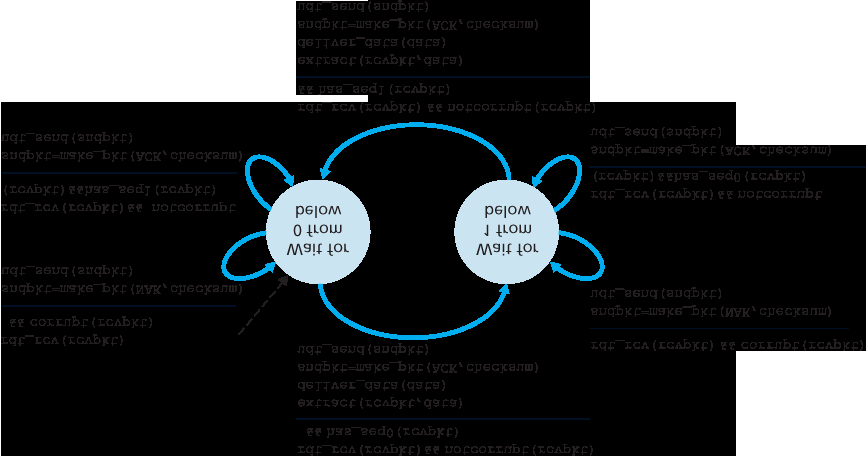 rdt_rcv(rcvpkt)&& notcorrupt(rcvpkt)
&& has_seq0(rcvpkt)
extract(rcvpkt,data)
deliver_data(data)
sndpkt=make_pkt(ACK,checksum)
udt_send(sndpkt)
rdt_rcv(rcvpkt)
&& corrupt(rcvpkt)
sndpkt=make_pkt(NAK,checksum)
udt_send(sndpkt)
rdt_rcv(rcvpkt) && corrupt(rcvpkt)
sndpkt=make_pkt(NAK,checksum)
udt_send(sndpkt)
Wait for
0 from
below
Wait for
1 from
below
rdt_rcv(rcvpkt)&& notcorrupt
(rcvpkt)&&has_seq1(rcvpkt)
sndpkt=make_pkt(ACK,checksum)
udt_send(sndpkt)
rdt_rcv(rcvpkt)&& notcorrupt
(rcvpkt)&&has_seq0(rcvpkt)
sndpkt=make_pkt(ACK,checksum)
udt_send(sndpkt)
rdt_rcv(rcvpkt) && notcorrupt(rcvpkt)
&& has_seq1(rcvpkt)
extract(rcvpkt,data)
deliver_data(data)
sndpkt=make_pkt(ACK,checksum)
udt_send(sndpkt)